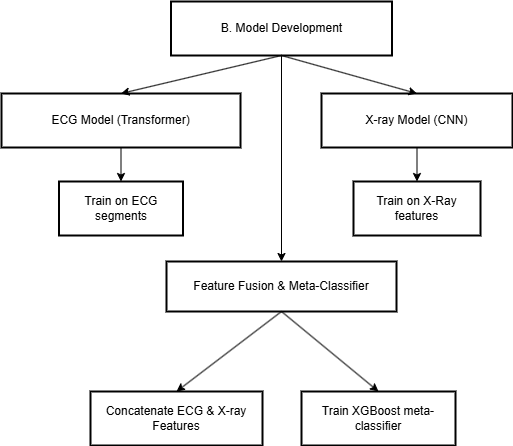 B. Model Development
ECG Model (Transformer)
X-ray Model (CNN)
Train on ECG
segments
Train on X-Ray
features
Feature Fusion & Meta-Classifier
Concatenate ECG & X-ray
Features
Train XGBoost meta-
classifier